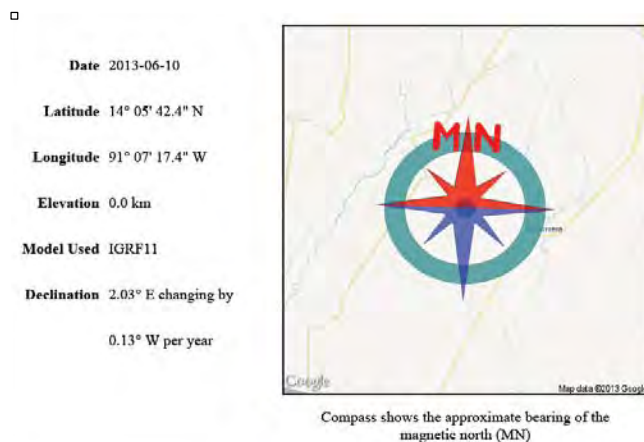 Date 2013-06-10
Latitude 14° 05' 42.4" N
Longitude 91° 07' 17.4" W
Elevation 0.0 km
Model Used IGRF11
Declination 2.03° E changing by
0.13° W per year
MN
Google
Map data ©2013 Google
Compass shows the approximate bearing of the
magnetic north (MN)